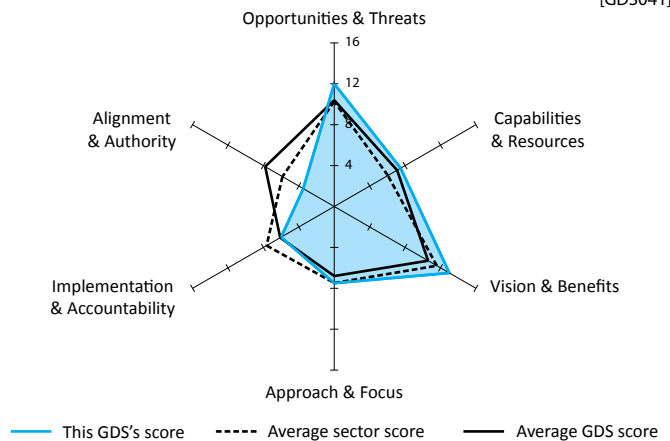 Opportunities & Threats
16
12
8
4
Alignment
& Authority
Capabilities
& Resources
Implementation
& Accountability
Vision & Benefits
Approach & Focus
This GDS’s score
Average sector score
Average GDS score